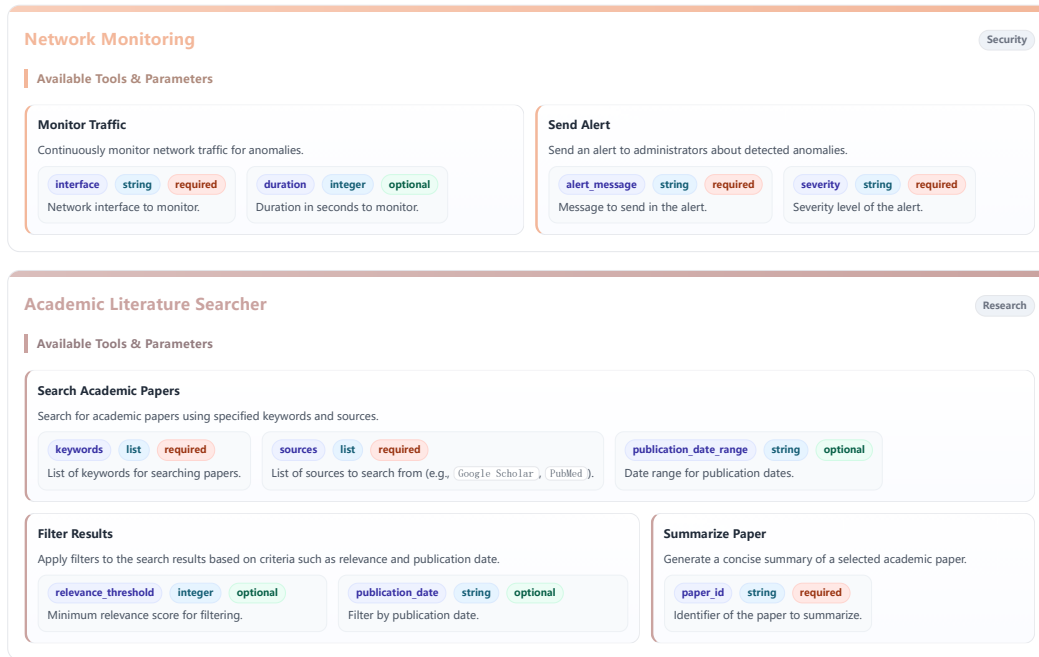 Network Monitoring
Security
Available Tools & Parameters
Monitor Traffic
Continuously monitor network traffic for anomalies.
interface string required
Network interface to monitor.
duration integer optional
Duration in seconds to monitor.
Send Alert
Send an alert to administrators about detected anomalies.
alert_message string required
Message to send in the alert.
severity string required
Severity level of the alert.
Academic Literature Searcher
Research
Available Tools & Parameters
Search Academic Papers
Search for academic papers using specified keywords and sources.
keywords list required
List of keywords for searching papers.
sources list required
List of sources to search from (e.g., Google Scholar, PubMed).
publication_date_range string optional
Date range for publication dates.
Filter Results
Apply filters to the search results based on criteria such as relevance and publication date.
relevance_threshold integer optional
Minimum relevance score for filtering.
publication_date string optional
Filter by publication date.
Summarize Paper
Generate a concise summary of a selected academic paper.
paper_id string required
Identifier of the paper to summarize.